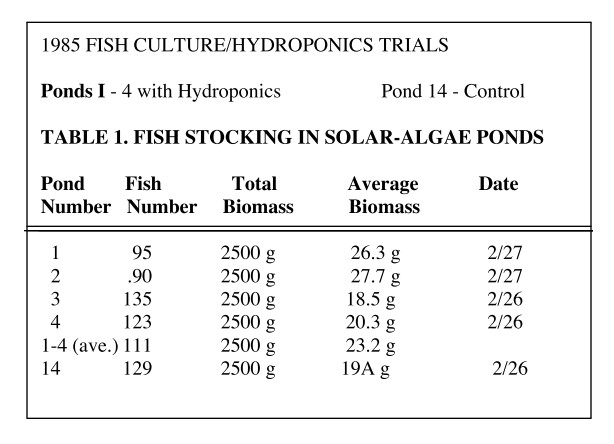 1985 FISH CULTURE/HYDROPONICS TRIALS
Ponds I - 4 with Hydroponics Pond 14 - Control
TABLE 1. FISH STOCKING IN SOLAR-ALGAE PONDS
Pond Fish Total Average Date
Number Number Biomass Biomass
1 95 2500 g 26.3 g 2/27
2 .90 2500 g 27.7 g 2/27
3 135 2500 g 18.5 g 2/26
4 123 2500 g 20.3 g 2/26
1-4 (ave.) 111 2500 g 23.2 g
14 129 2500 g 19A g 2/26